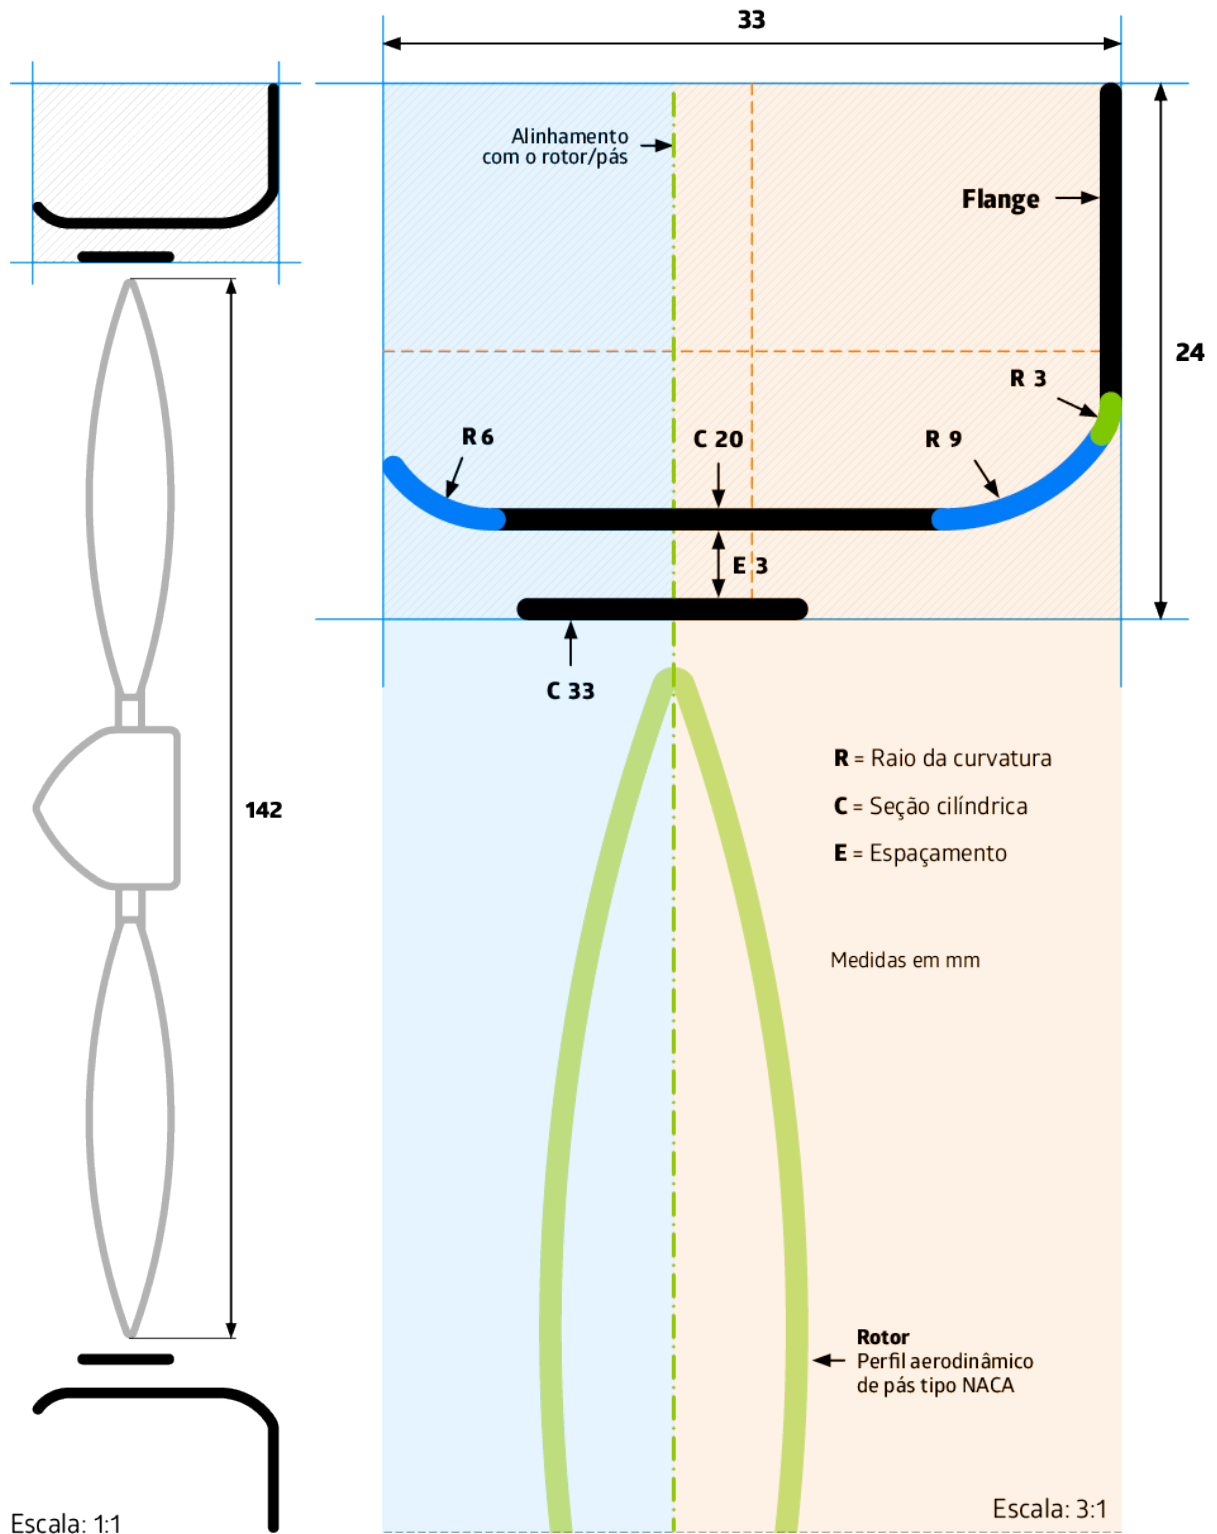 33
Alinhamento
com o rotor/pás
Flange
24
R 3
R 6
C 20
R 9
E 3
C 33
R = Raio da curvatura
C = Seção cilíndrica
E = Espaçamento
142
Medidas em mm
Rotor
Perfil aerodinâmico
de pás tipo NACA
Escala: 1:1
Escala: 3:1